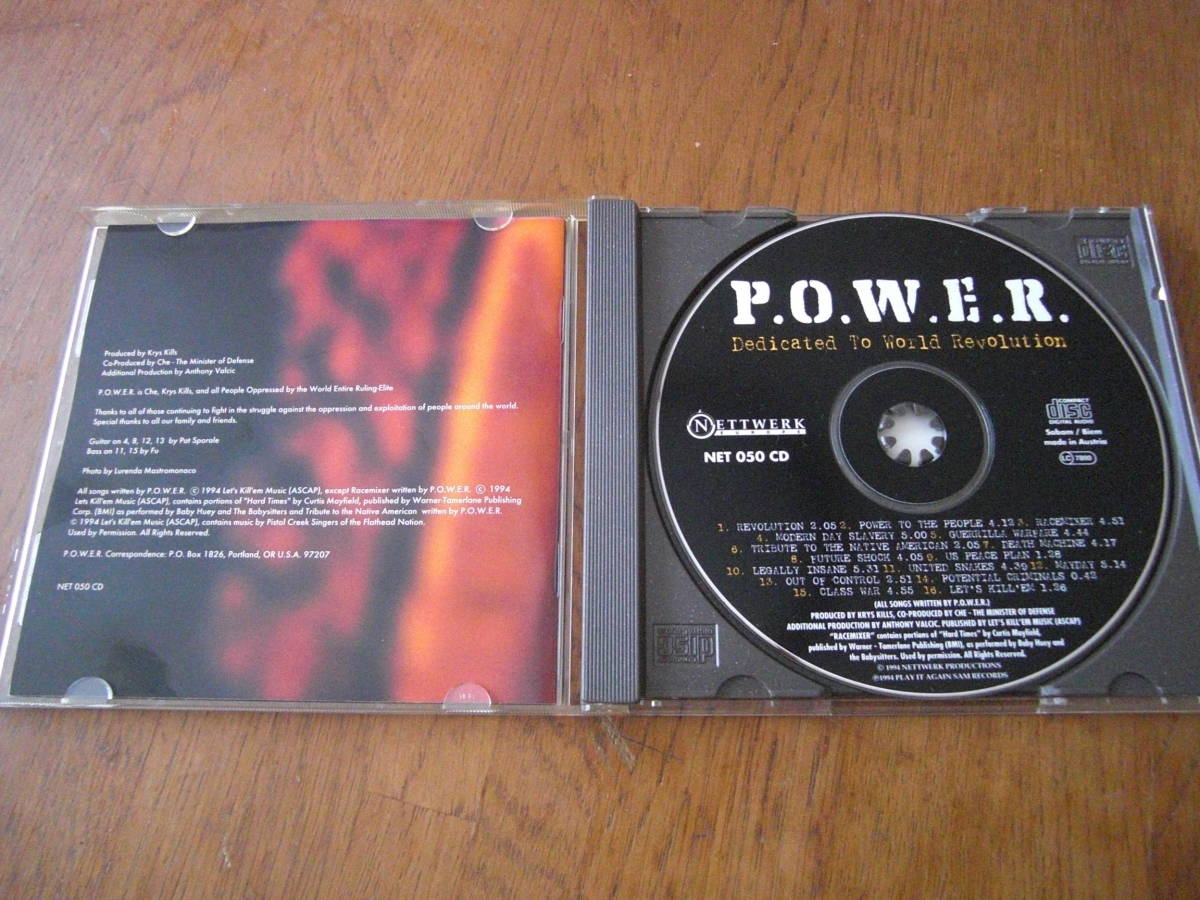 Produced by Krys Kills
Co-Produced by Che - The Minister of Defense
Additional Production by Anthony Valcic
P.O.W.E.R. is Che, Krys Kills, and all People Oppressed by the World Entire Ruling-Elite
Thanks to all of those continuing to fight in the struggle against the oppression and exploitation of people around the world.
Special thanks to all our family and friends.
Guitar on 4, 8, 12, 13 by Pat Sporale
Bass on 11, 15 by Fu
Photo by Lurenda Mastromonaco
All songs written by P.O.W.E.R. © 1994 Let's Kill'em Music (ASCAP), except Racemixer written by P.O.W.E.R. © 1994
Lets Kill'em Music (ASCAP), contains portions of "Hard Times" by Curtis Mayfield, published by Warner-Tamerlane Publishing
Corp. (BMI) as performed by Baby Huey and The Babysitters and Tribute to the Native American written by P.O.W.E.R.
© 1994 Let's Kill'em Music (ASCAP), contains music by Pistol Creek Singers of the Flathead Nation.
Used by Permission. All Rights Reserved.
P.O.W.E.R. Correspondence: P.O. Box 1826, Portland, OR U.S.A. 97207
NET 050 CD
P.O.W.E.R.
Dedicated To World Revolution
NETTWERK
EUROPE
NET 050 CD
COMPACT
disc
DIGITAL AUDIO
Sabam / Biem
made in Austria
LC 7800
1. REVOLUTION 2.05 2. POWER TO THE PEOPLE 4.12 3. RACEMIXER 4.51
4. MODERN DAY SLAVERY 5.00 5. GUERRILLA WARFARE 4.44
6. TRIBUTE TO THE NATIVE AMERICAN 2.05 7. DEATH MACHINE 4.17
8. FUTURE SHOCK 4.05 9. US PEACE PLAN 1.28
10. LEGALLY INSANE 5.31 11. UNITED SNAKES 4.39 12. MAYDAY 5.14
13. OUT OF CONTROL 2.51 14. POTENTIAL CRIMINALS 0.42
15. CLASS WAR 4.55 16. LET'S KILL'EM 1.26
(ALL SONGS WRITTEN BY P.O.W.E.R.)
PRODUCED BY KRYS KILLS, CO-PRODUCED BY CHE - THE MINISTER OF DEFENSE
ADDITIONAL PRODUCTION BY ANTHONY VALCIC. PUBLISHED BY LET'S KILL'EM MUSIC (ASCAP)
"RACEMIXER" contains portions of "Hard Times" by Curtis Mayfield,
published by Warner - Tamerlane Publishing (BMI), as performed by Baby Huey and
the Babysitters. Used by permission. All Rights Reserved.
© 1994 NETTWERK PRODUCTIONS
℗1994 PLAY IT AGAIN SAM RECORDS